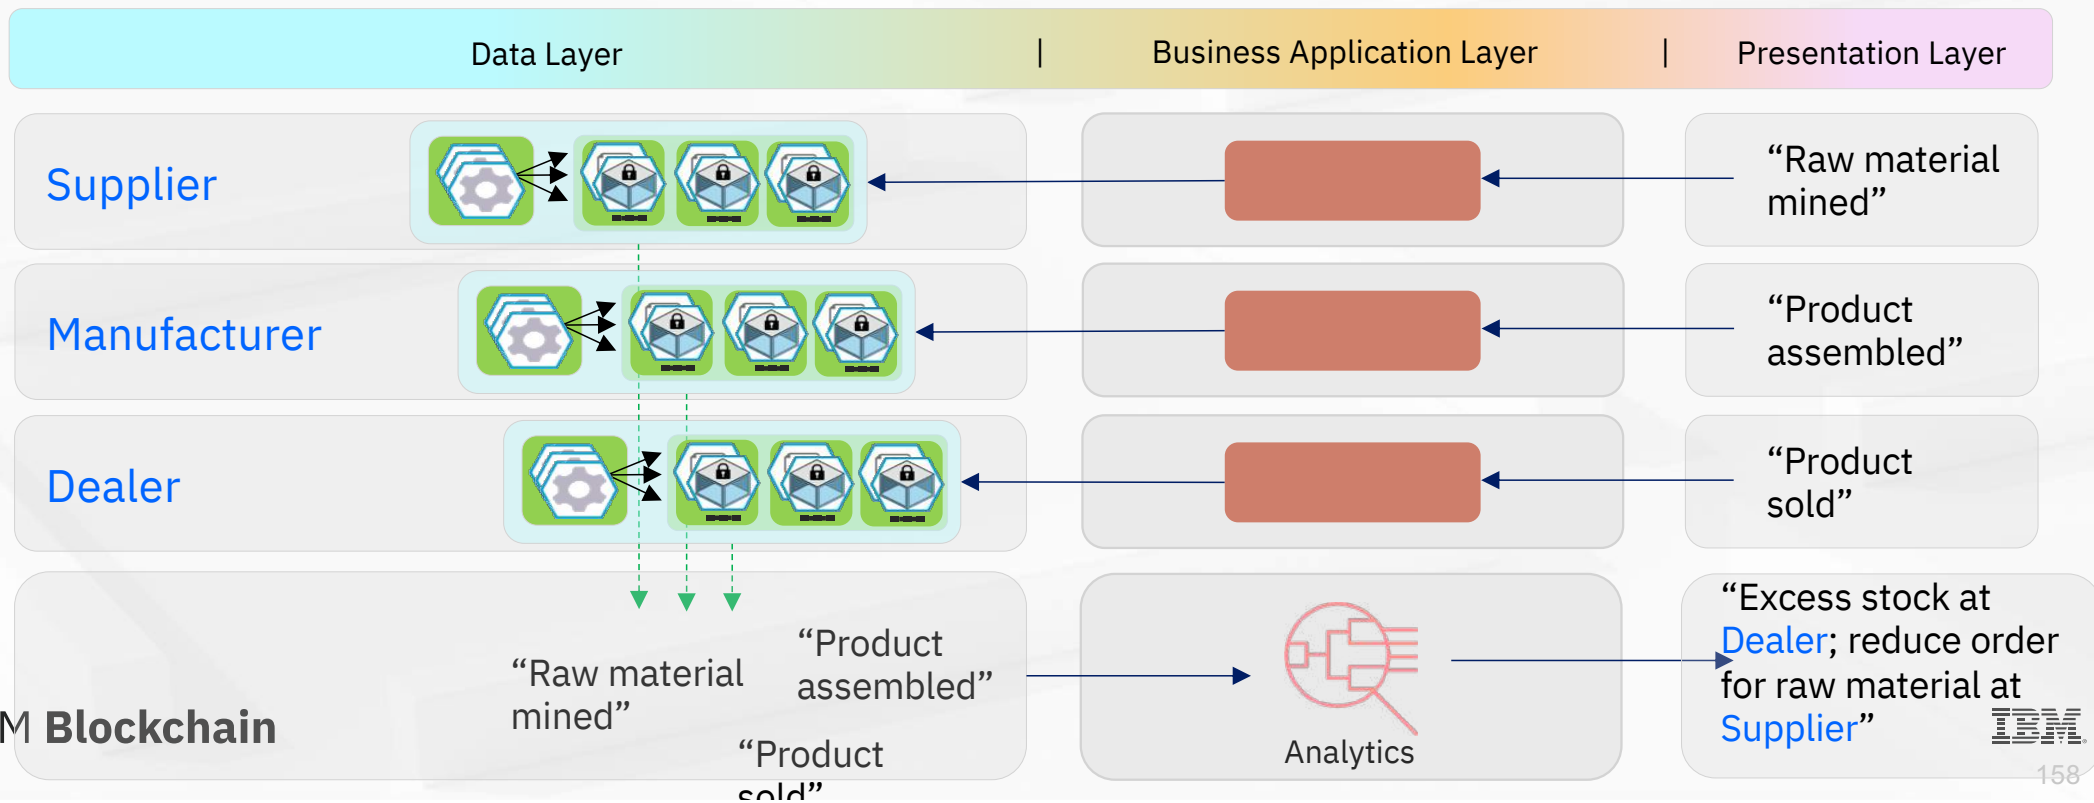 Data Layer | Business Application Layer | Presentation Layer
Supplier
“Raw material
mined”
Manufacturer
“Product
assembled”
Dealer
“Product
sold”
“Raw material
mined”
“Product
assembled”
“Product
sold”
Analytics
“Excess stock at
Dealer; reduce order
for raw material at
Supplier”
M Blockchain
IBM
158